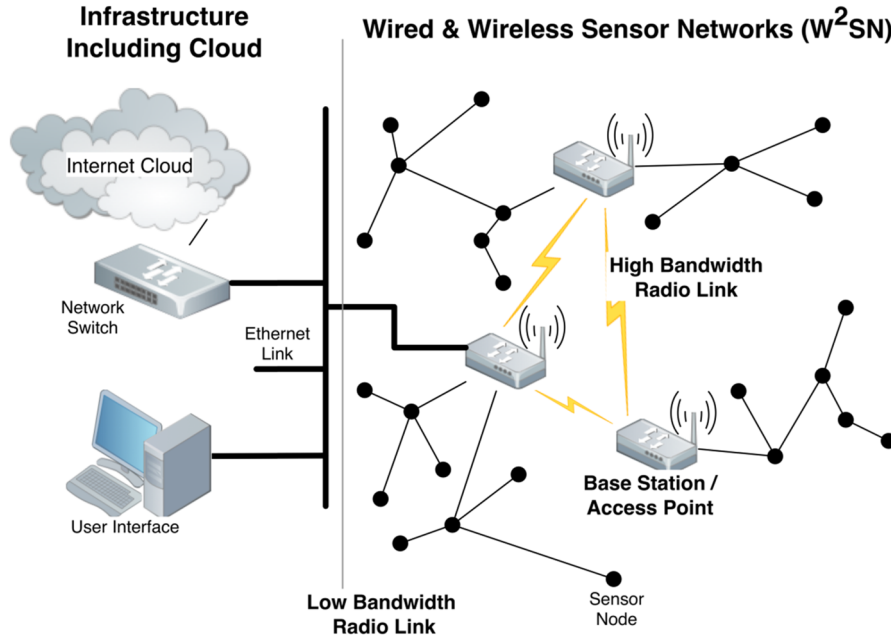 Infrastructure
Including Cloud
Wired & Wireless Sensor Networks (W²SN)
Internet Cloud
Network
Switch
Ethernet
Link
User Interface
High Bandwidth
Radio Link
Base Station /
Access Point
Low Bandwidth
Radio Link
Sensor
Node